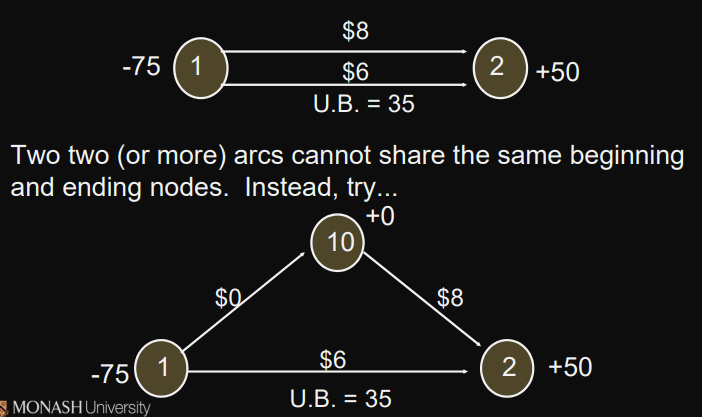 $8
-75 1 $6 2 +50
U.B. = 35
Two two (or more) arcs cannot share the same beginning
and ending nodes. Instead, try...
+0
10
$0 $8
-75 1 $6 2 +50
U.B. = 35
MONASH University